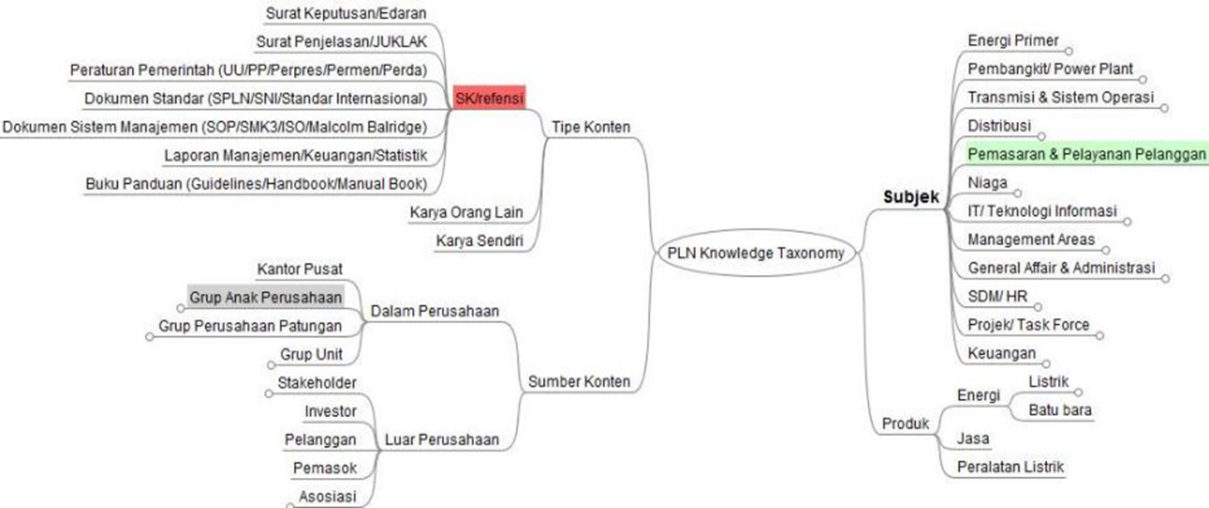 Surat Keputusan/Edaran
Surat Penjelasan/JUKLAK
Peraturan Pemerintah (UU/PP/Perpres/Permen/Perda)
Dokumen Standar (SPLN/SNI/Standar Internasional)
Dokumen Sistem Manajemen (SOP/SMK3/ISO/Malcolm Balridge)
Laporan Manajemen/Keuangan/Statistik
Buku Panduan (Guidelines/Handbook/Manual Book)
SK/refensi
Karya Orang Lain
Karya Sendiri
Tipe Konten
Kantor Pusat
Grup Anak Perusahaan
Grup Perusahaan Patungan
Grup Unit
Dalam Perusahaan
Stakeholder
Investor
Pelanggan
Pemasok
Asosiasi
Luar Perusahaan
Sumber Konten
PLN Knowledge Taxonomy
Subjek
Energi Primer
Pembangkit/ Power Plant
Transmisi & Sistem Operasi
Distribusi
Pemasaran & Pelayanan Pelanggan
Niaga
IT/ Teknologi Informasi
Management Areas
General Affair & Administrasi
SDM/ HR
Projek/ Task Force
Keuangan
Produk
Energi
Listrik
Batu bara
Jasa
Peralatan Listrik